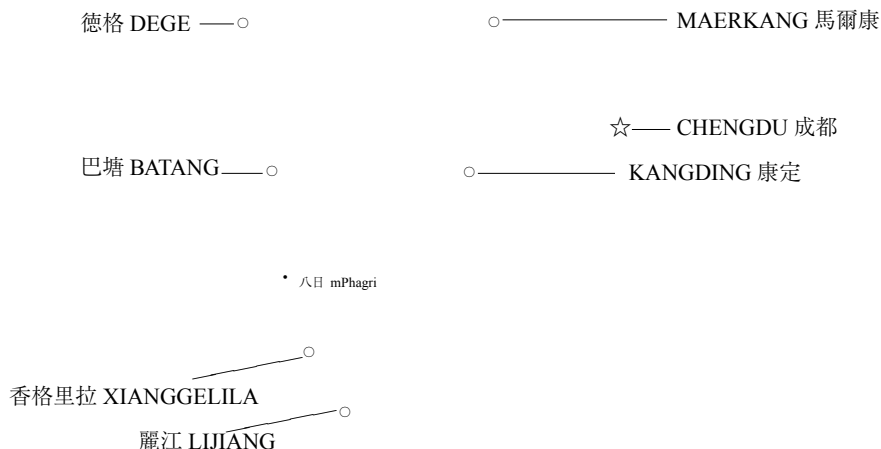 徳格 DEGE
MAERKANG 馬爾康
CHENGDU 成都
巴塘 BATANG
KANGDING 康定
八日 mPhagri
香格里拉 XIANGGELILA
麗江 LIJIANG